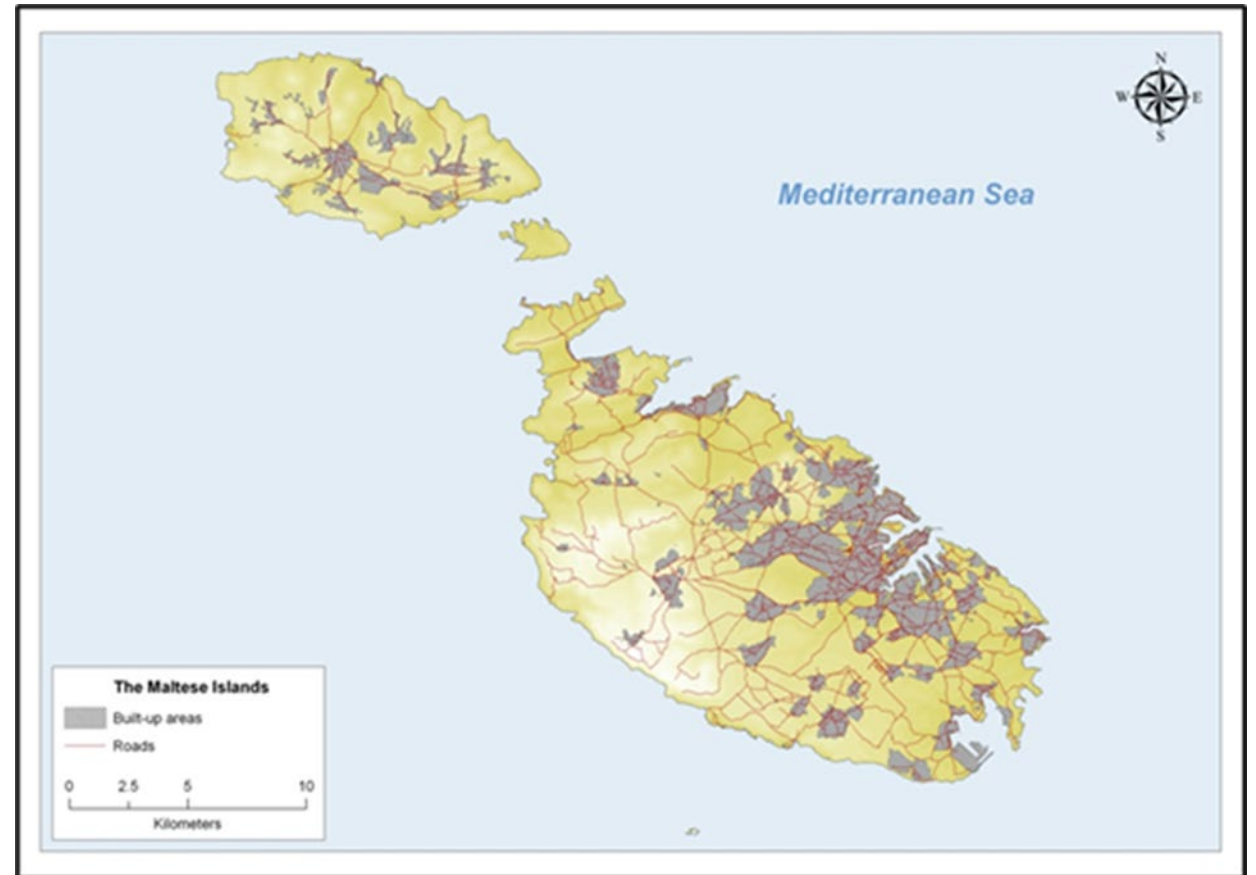 N
W E
S
Mediterranean Sea
The Maltese Islands
Built-up areas
Roads
0 2.5 5 10
Kilometers